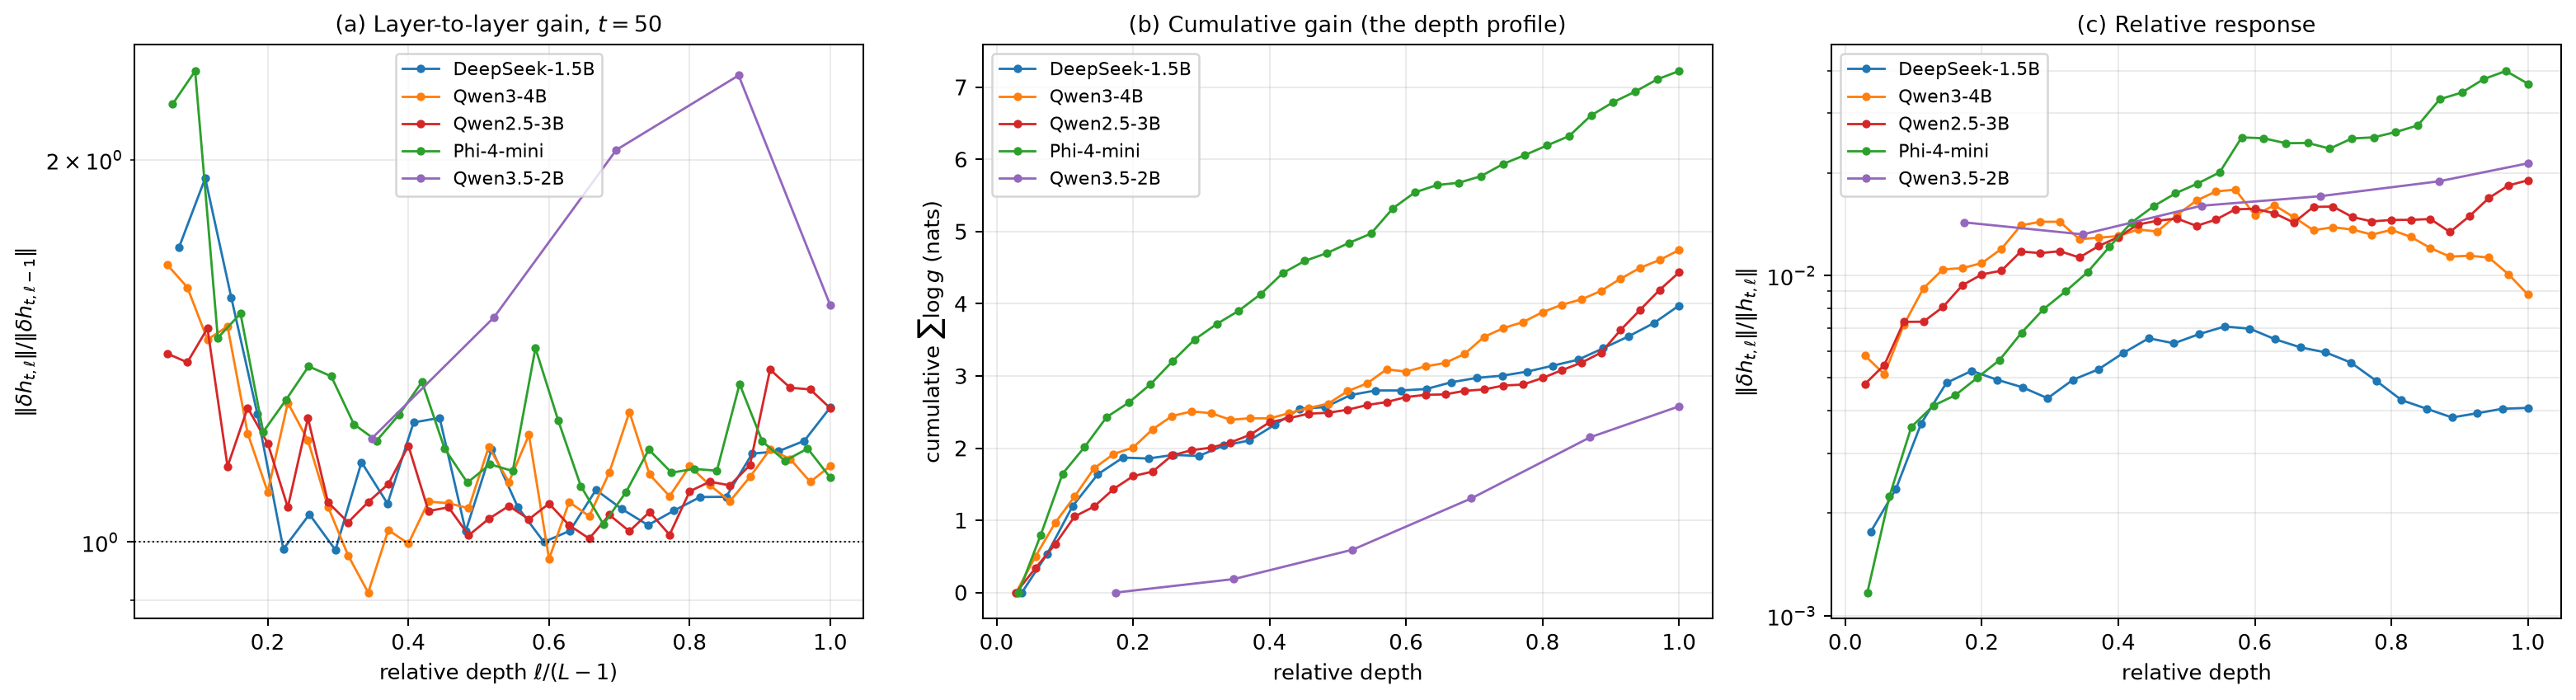 (a) Layer-to-layer gain, t = 50
DeepSeek-1.5B
Qwen3-4B
Qwen2.5-3B
Phi-4-mini
Qwen3.5-2B
2 × 10⁰
10⁰
‖δh_{t,ℓ}‖/‖δh_{t,ℓ−1}‖
0.2 0.4 0.6 0.8 1.0
relative depth ℓ/(L − 1)
(b) Cumulative gain (the depth profile)
DeepSeek-1.5B
Qwen3-4B
Qwen2.5-3B
Phi-4-mini
Qwen3.5-2B
7
6
5
4
3
2
1
0
cumulative ∑log g (nats)
0.0 0.2 0.4 0.6 0.8 1.0
relative depth
(c) Relative response
DeepSeek-1.5B
Qwen3-4B
Qwen2.5-3B
Phi-4-mini
Qwen3.5-2B
10⁻²
10⁻³
‖δh_{t,ℓ}‖/‖h_{t,ℓ}‖
0.0 0.2 0.4 0.6 0.8 1.0
relative depth